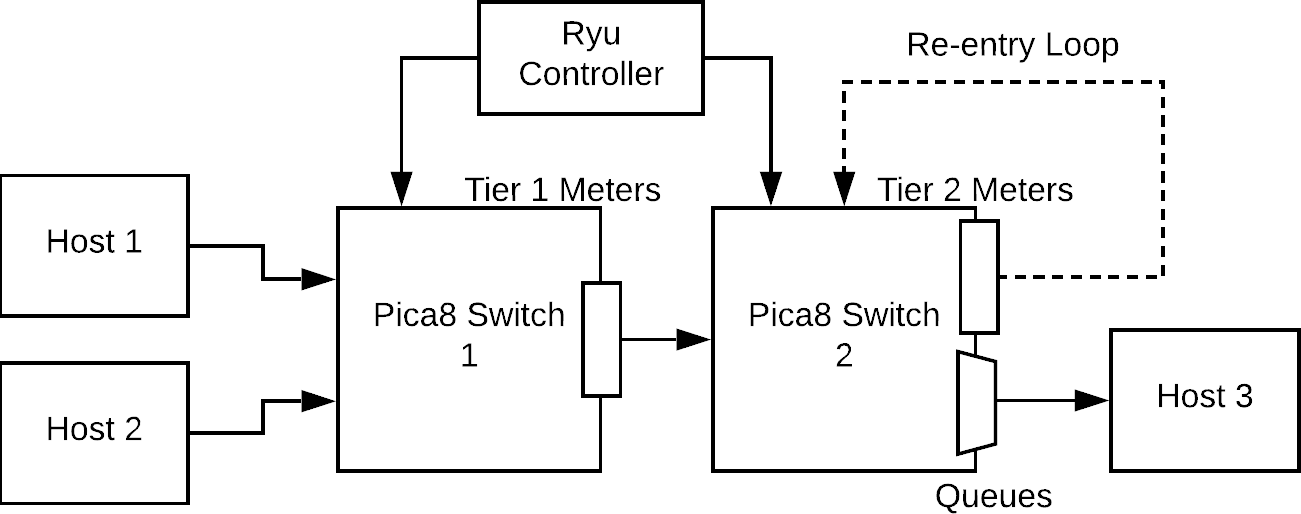 Ryu
Controller
Re-entry Loop
Tier 1 Meters
Tier 2 Meters
Host 1
Pica8 Switch
1
Pica8 Switch
2
Host 2
Host 3
Queues